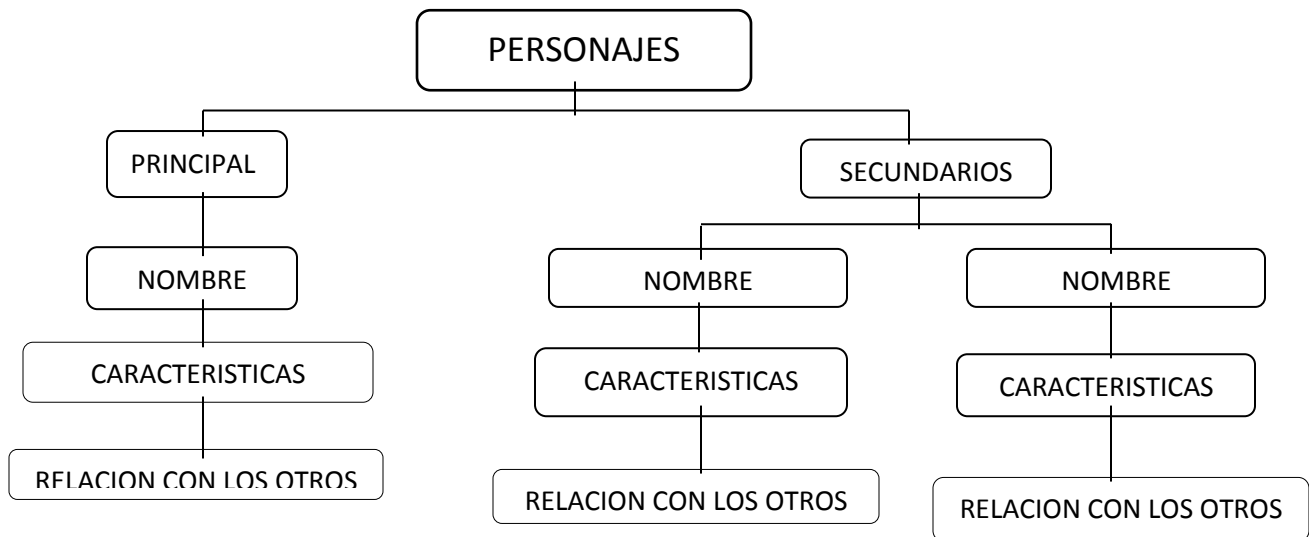 PERSONAJES
PRINCIPAL
SECUNDARIOS
NOMBRE
NOMBRE
NOMBRE
CARACTERISTICAS
CARACTERISTICAS
CARACTERISTICAS
RELACION CON LOS OTROS
RELACION CON LOS OTROS
RELACION CON LOS OTROS